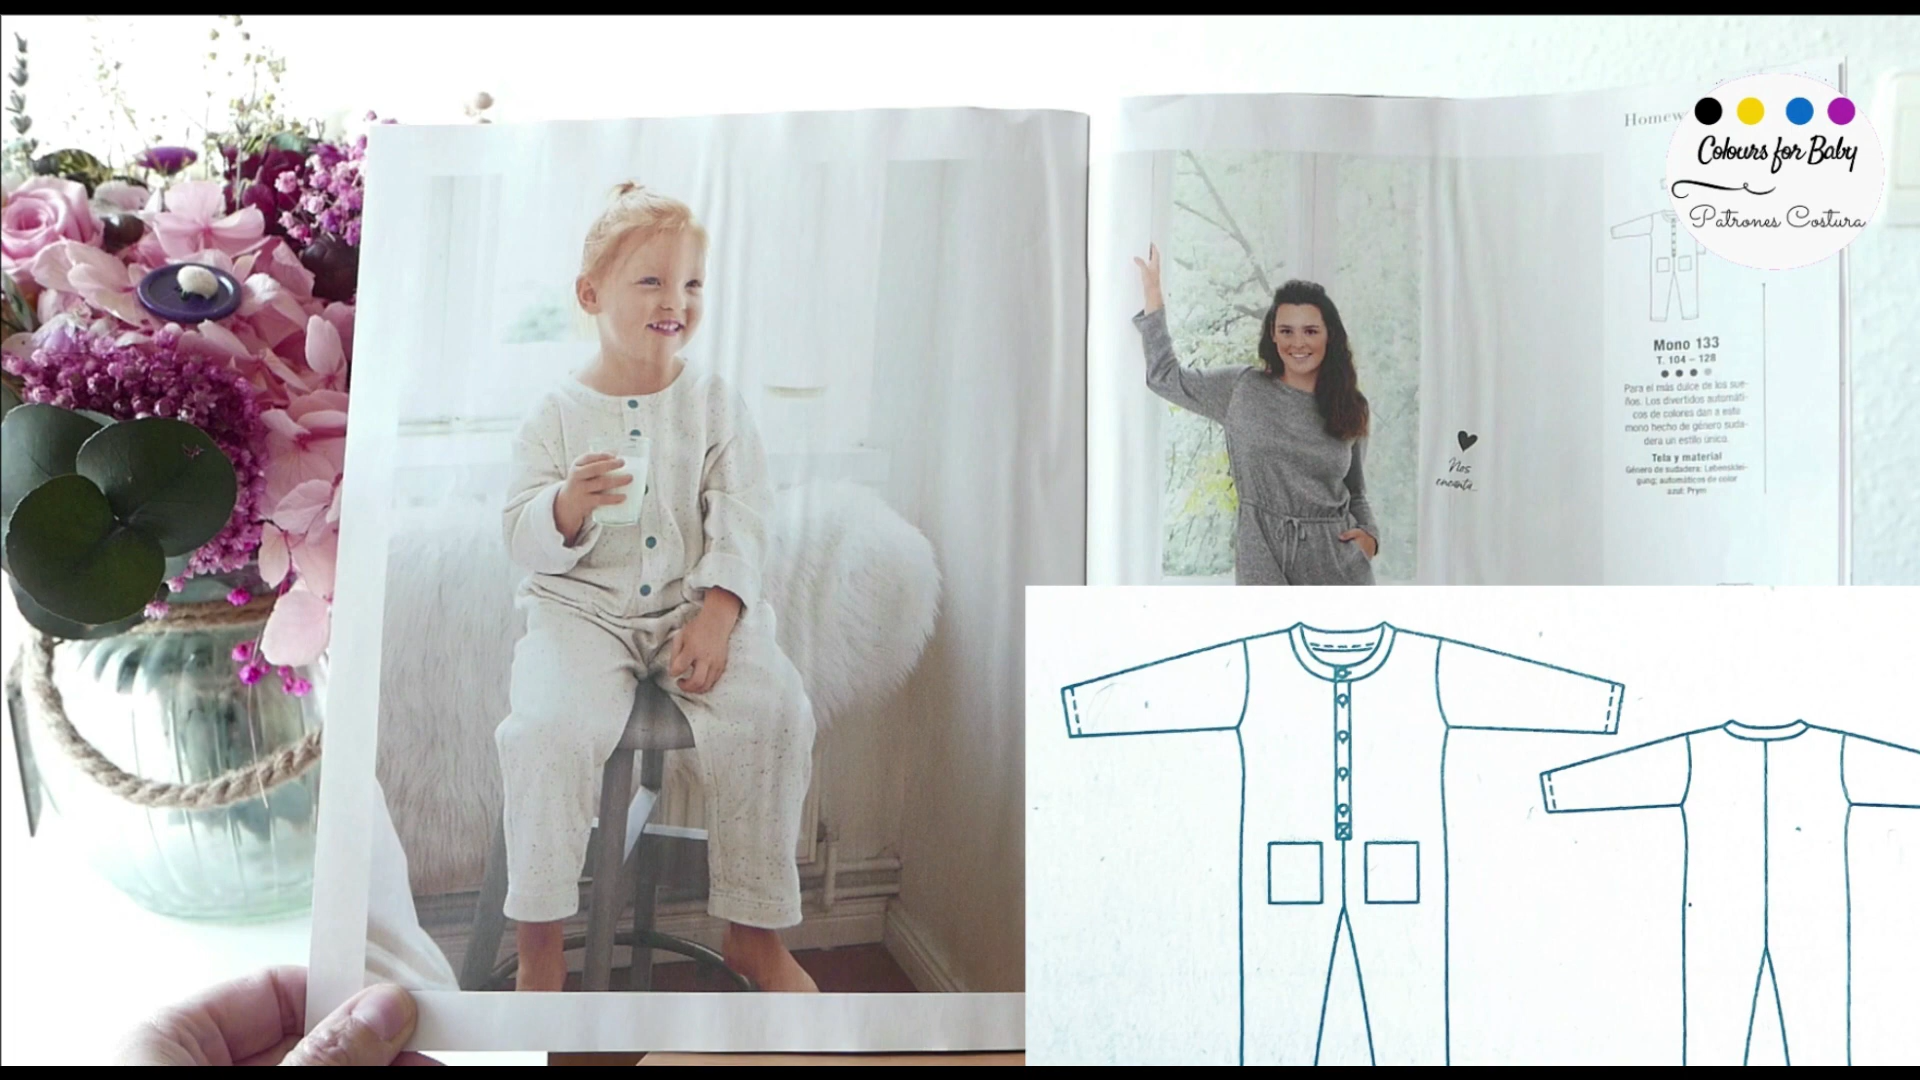 Homew
Colours for Baby
Patrones Costura
Mono 133
T. 104 – 128
Para el más dulce de los sue-
ños. Los divertidos automáti-
cos de colores dan a este
mono hecho de género suda-
dera un estilo único.
Tela y material
Género de sudadera: Lebensklei-
gung; automáticos de color
azul: Prym
Nos
encanta...